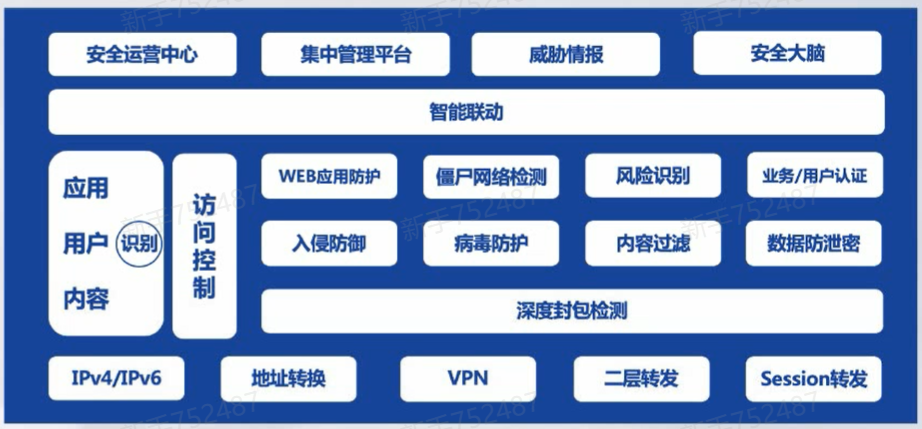 安全运营中心
集中管理平台
威胁情报
安全大脑
智能联动
应用
用户
识别
内容
访问控制
WEB应用防护
僵尸网络检测
风险识别
业务/用户认证
入侵防御
病毒防护
内容过滤
数据防泄密
深度封包检测
IPv4/IPv6
地址转换
VPN
二层转发
Session转发
新手752487